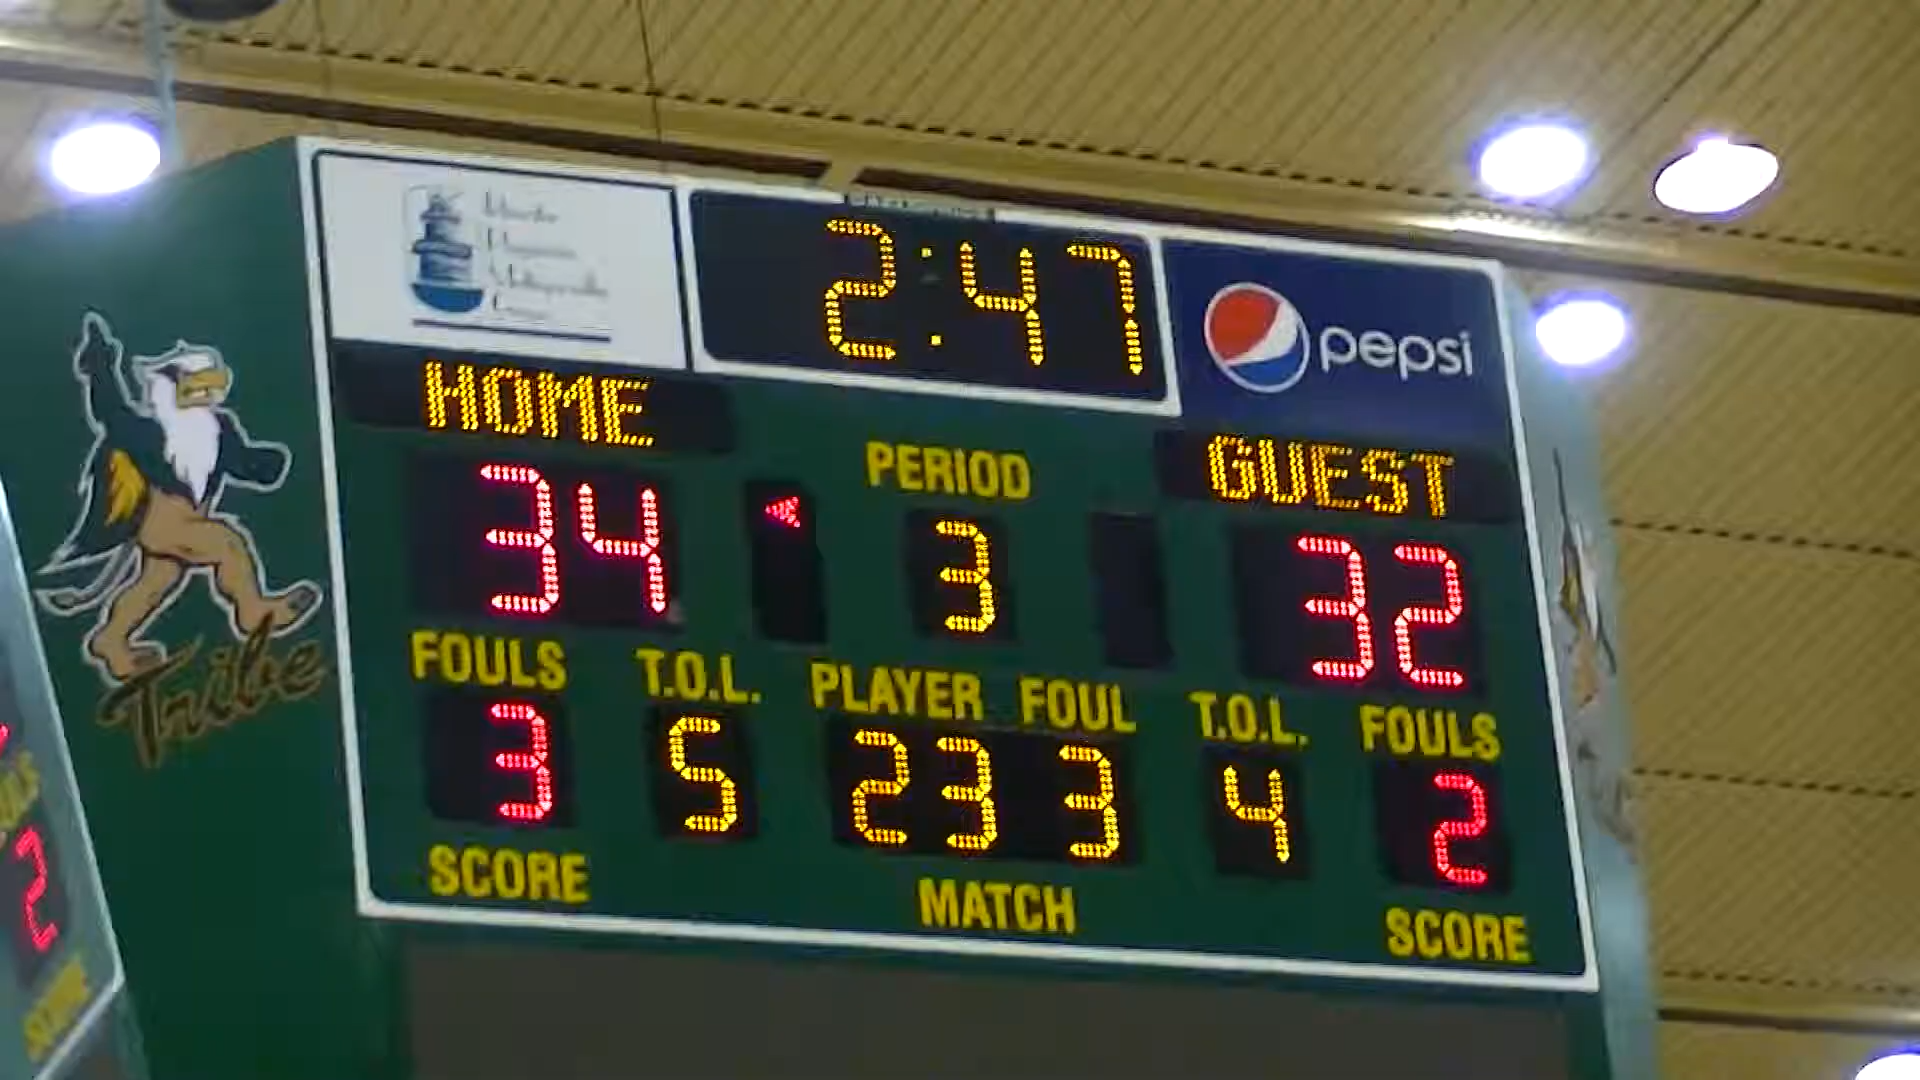 2:47
pepsi
HOME
PERIOD
GUEST
34
3
32
FOULS T.O.L. PLAYER FOUL T.O.L. FOULS
3 5 23 3 4 2
SCORE MATCH SCORE
Tribe
2